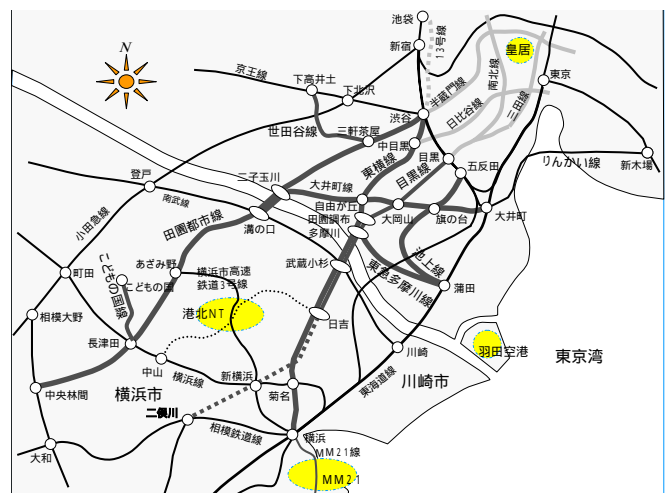 池袋
新宿
13号線
皇居
N
京王線
下高井土
下北沢
半蔵門線
南北線
東京
渋谷
日比谷線
三田線
世田谷線
三軒茶屋
中目黒
目黒
りんかい線
新木場
登戸
二子玉川
東横線
目黒線
五反田
南武線
大井町線
自由が丘
小田急線
田園都市線
溝の口
田園調布
大岡山
旗の台
大井町
多摩川
こどもの国線
あざみ野
横浜市高速
鉄道3号線
武蔵小杉
池上線
東急多摩川線
町田
こどもの国
蒲田
相模大野
港北NT
日吉
長津田
中山
川崎
羽田空港
東京湾
横浜線
新横浜
菊名
東海道線
川崎市
中央林間
横浜市
二俣川
相模鉄道線
横浜
大和
MM21線
MM21